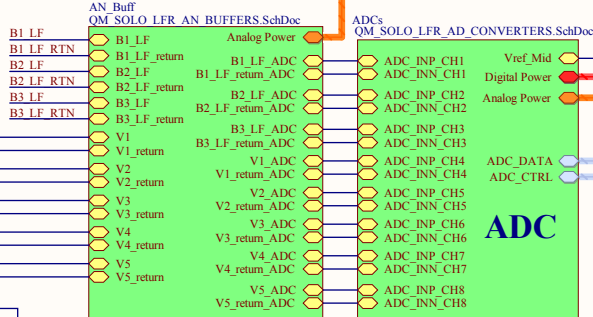 AN_Buff
QM_SOLO_LFR_AN_BUFFERS.SchDoc
ADCs
QM_SOLO_LFR_AD_CONVERTERS.SchDoc
B1_LF
B1_LF_RTN
B2_LF
B2_LF_RTN
B3_LF
B3_LF_RTN
B1_LF
B1_LF_return
B2_LF
B2_LF_return
B3_LF
B3_LF_return
V1
V1_return
V2
V2_return
V3
V3_return
V4
V4_return
V5
V5_return
Analog Power
B1_LF_ADC
B1_LF_return_ADC
B2_LF_ADC
B2_LF_return_ADC
B3_LF_ADC
B3_LF_return_ADC
V1_ADC
V1_return_ADC
V2_ADC
V2_return_ADC
V3_ADC
V3_return_ADC
V4_ADC
V4_return_ADC
V5_ADC
V5_return_ADC
ADC_INP_CH1
ADC_INN_CH1
ADC_INP_CH2
ADC_INN_CH2
ADC_INP_CH3
ADC_INN_CH3
ADC_INP_CH4
ADC_INN_CH4
ADC_INP_CH5
ADC_INN_CH5
ADC_INP_CH6
ADC_INN_CH6
ADC_INP_CH7
ADC_INN_CH7
ADC_INP_CH8
ADC_INN_CH8
Vref_Mid
Digital Power
Analog Power
ADC_DATA
ADC_CTRL
ADC